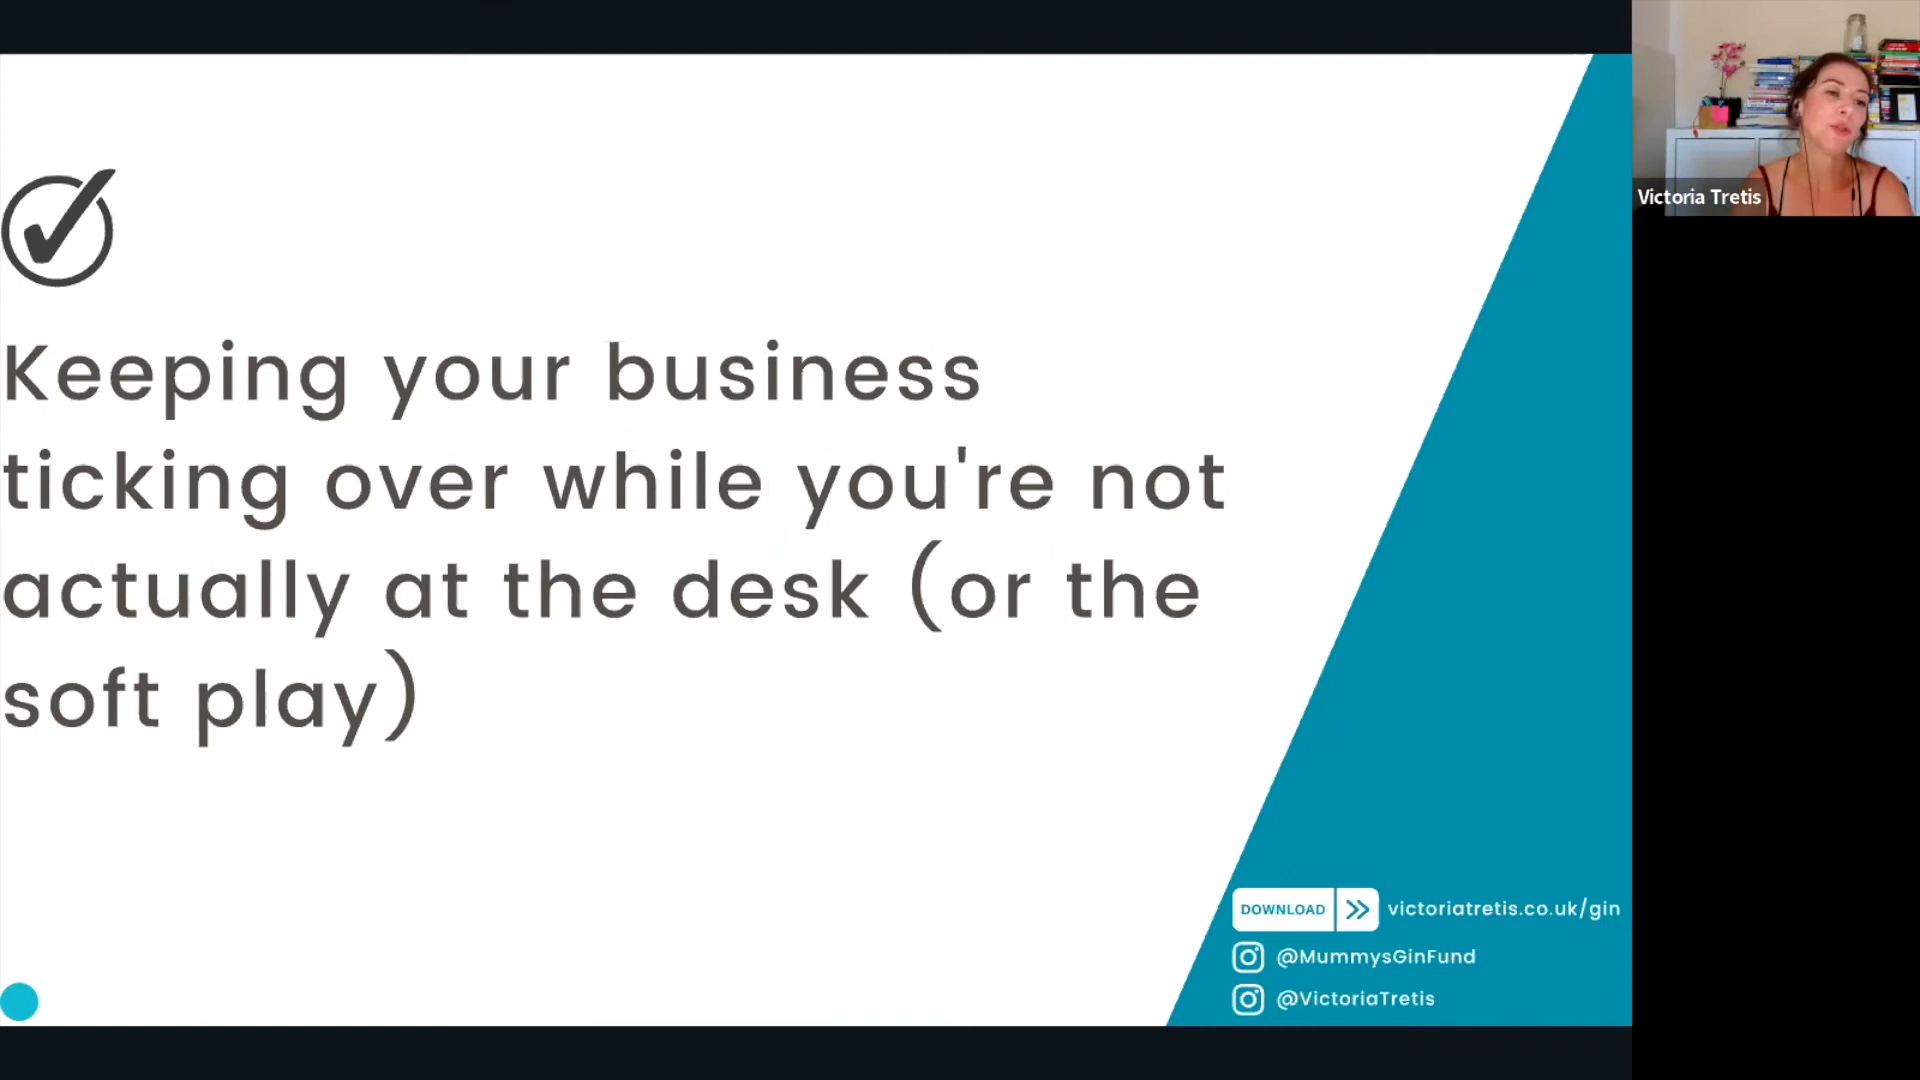 Keeping your business
ticking over while you're not
actually at the desk (or the
soft play)
DOWNLOAD victoriatretis.co.uk/gin
@MummysGinFund
@VictoriaTretis
Victoria Tretis